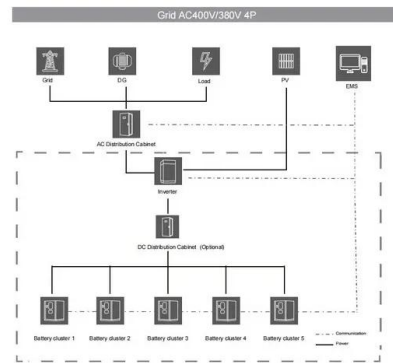 Grid AC400V/380V 4P
Grid
DG
Load
PV
EMS
AC Distribution Cabinet
Inverter
DC Distribution Cabinet (Optional)
Battery cluster 1
Battery cluster 2
Battery cluster 3
Battery cluster 4
Battery cluster 5
Communication
Power